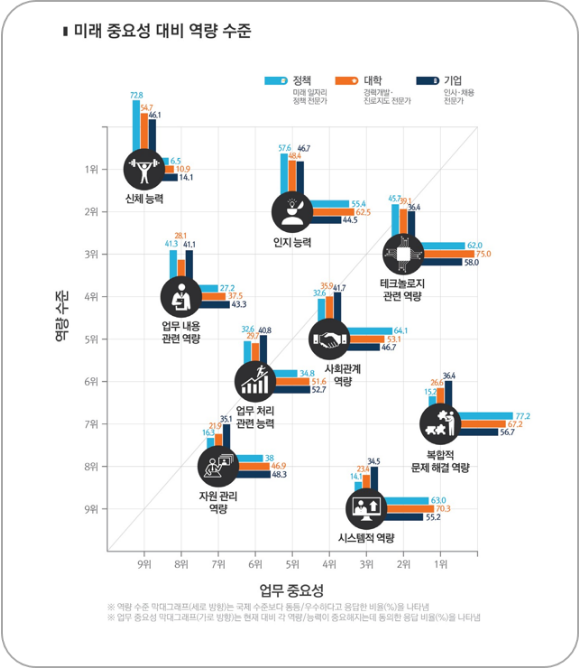 미래 중요성 대비 역량 수준
정책
미래 일자리
정책 전문가
대학
경력개발·
진로지도 전문가
기업
인사·채용
전문가
72.8
54.7
46.1
6.5
10.9
14.1
신체 능력
57.6
48.4
46.7
55.4
62.5
44.5
인지 능력
45.7
39.1
36.4
62.0
75.0
58.0
테크놀로지
관련 역량
41.3
28.1
41.1
27.2
37.5
43.3
업무 내용
관련 역량
32.6
35.9
41.7
64.1
53.1
46.7
사회관계
역량
32.6
29.7
40.8
34.8
51.6
52.7
업무 처리
관련 능력
15.2
26.6
36.4
77.2
67.2
56.7
복합적
문제 해결 역량
16.3
21.9
35.1
38
46.9
48.3
자원 관리
역량
14.1
23.4
34.5
63.0
70.3
55.2
시스템적 역량
역량 수준
1위
2위
3위
4위
5위
6위
7위
8위
9위
9위 8위 7위 6위 5위 4위 3위 2위 1위
업무 중요성
※ 역량 수준 막대그래프(세로 방향)는 국제 수준보다 동등/우수하다고 응답한 비율(%)을 나타냄
※ 업무 중요성 막대그래프(가로 방향)는 현재 대비 각 역량/능력이 중요해지는데 동의한 응답 비율(%)을 나타냄